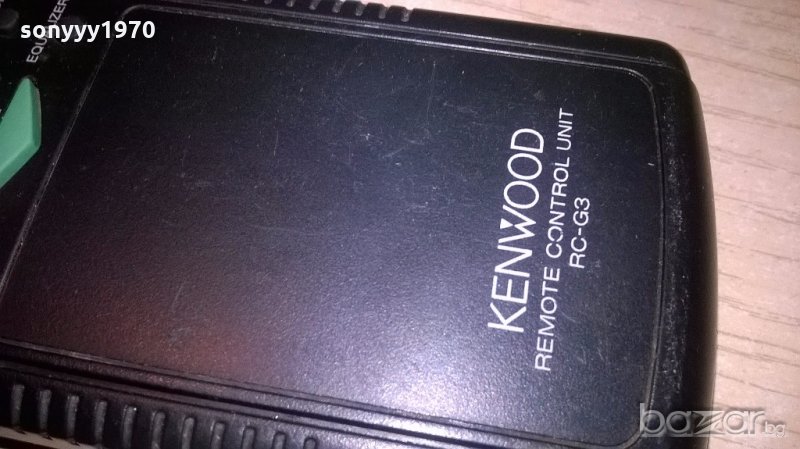 sonyyy1970
EQUALIZER
KENWOOD
REMOTE CONTROL UNIT
RC-G3
bazar.bg